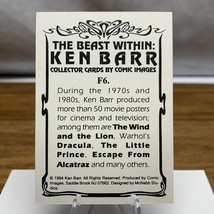 THE BEAST WITHIN:
KEN BARR
COLLECTOR CARDS BY COMIC IMAGES
F6.
During the 1970s and
1980s, Ken Barr produced
more than 50 movie posters
for cinema and television;
among them are The Wind
and the Lion, Warhol's
Dracula, The Little
Prince, Escape From
Alcatraz and many others.
© 1994 Ken Barr. All Rights Reserved. Produced by Comic
Images, Saddle Brook NJ 07662. Designed by McNabb Stu-
dios